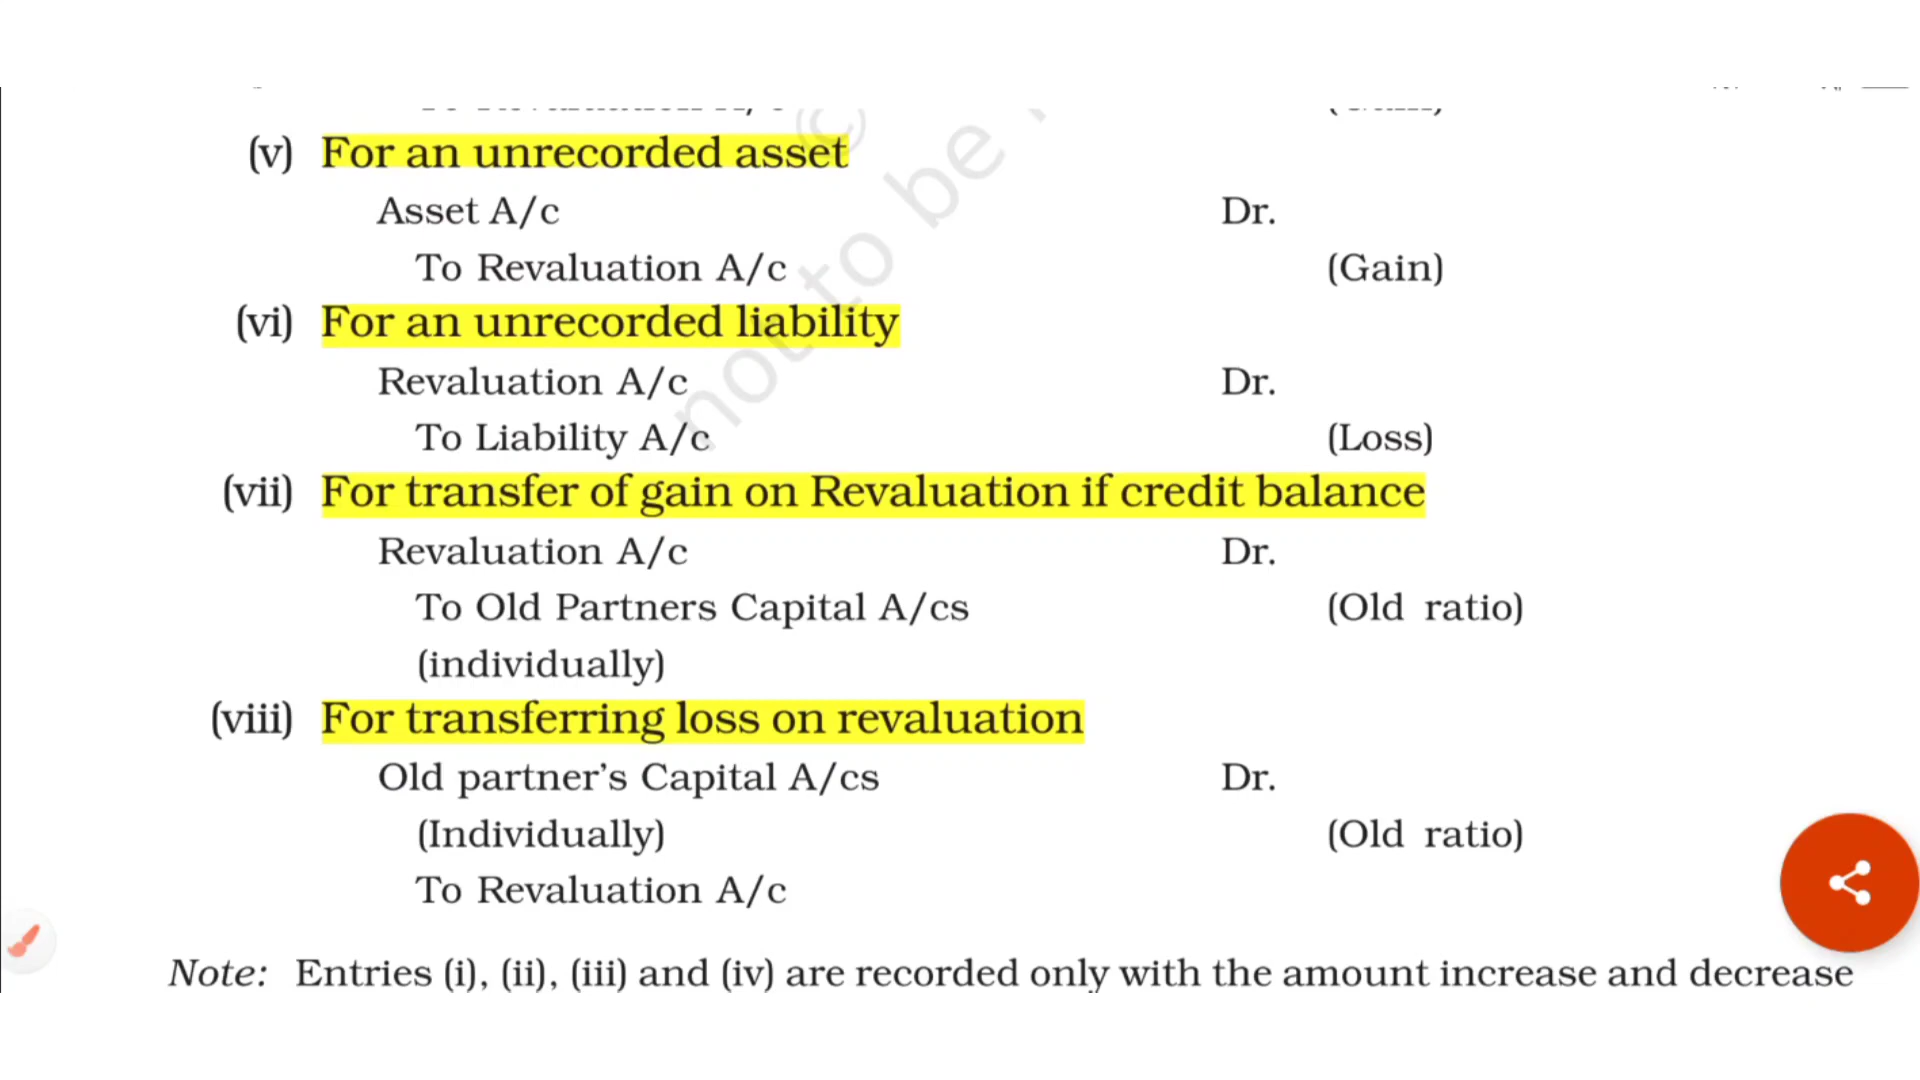 (v) For an unrecorded asset
Asset A/c Dr.
To Revaluation A/c (Gain)
(vi) For an unrecorded liability
Revaluation A/c Dr.
To Liability A/c (Loss)
(vii) For transfer of gain on Revaluation if credit balance
Revaluation A/c Dr.
To Old Partners Capital A/cs (Old ratio)
(individually)
(viii) For transferring loss on revaluation
Old partner's Capital A/cs Dr.
(Individually) (Old ratio)
To Revaluation A/c
Note: Entries (i), (ii), (iii) and (iv) are recorded only with the amount increase and decrease
© not to be